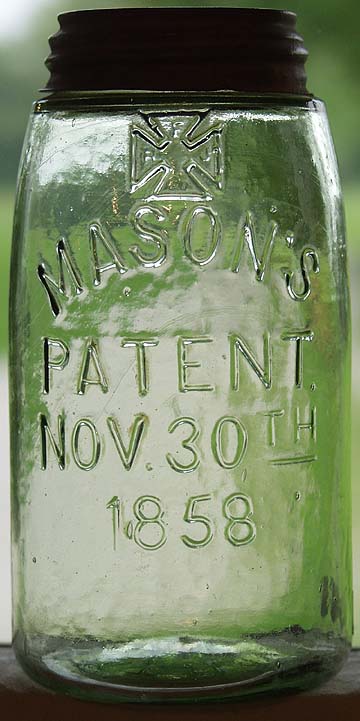 MASON'S
PATENT.
NOV. 30TH
1858